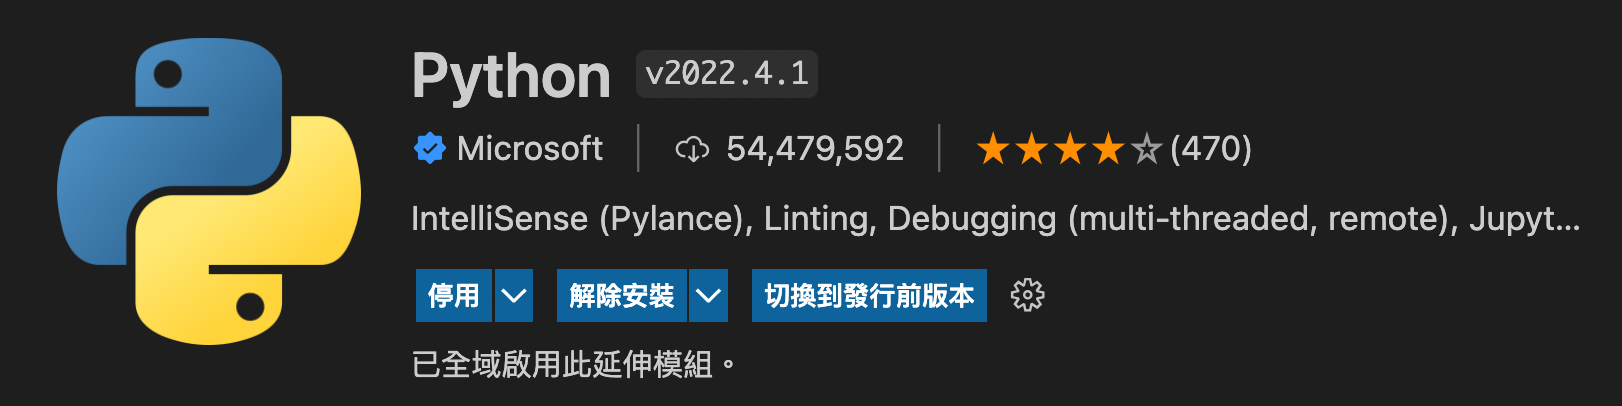 Python v2022.4.1
Microsoft 54,479,592 (470)
IntelliSense (Pylance), Linting, Debugging (multi-threaded, remote), Jupyt...
停用 解除安裝 切換到發行前版本
已全域啟用此延伸模組。